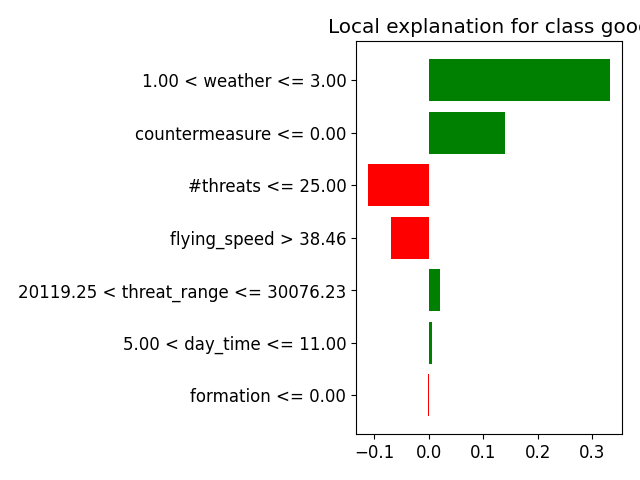 Local explanation for class goo
1.00 < weather <= 3.00
countermeasure <= 0.00
#threats <= 25.00
flying_speed > 38.46
20119.25 < threat_range <= 30076.23
5.00 < day_time <= 11.00
formation <= 0.00
−0.1 0.0 0.1 0.2 0.3